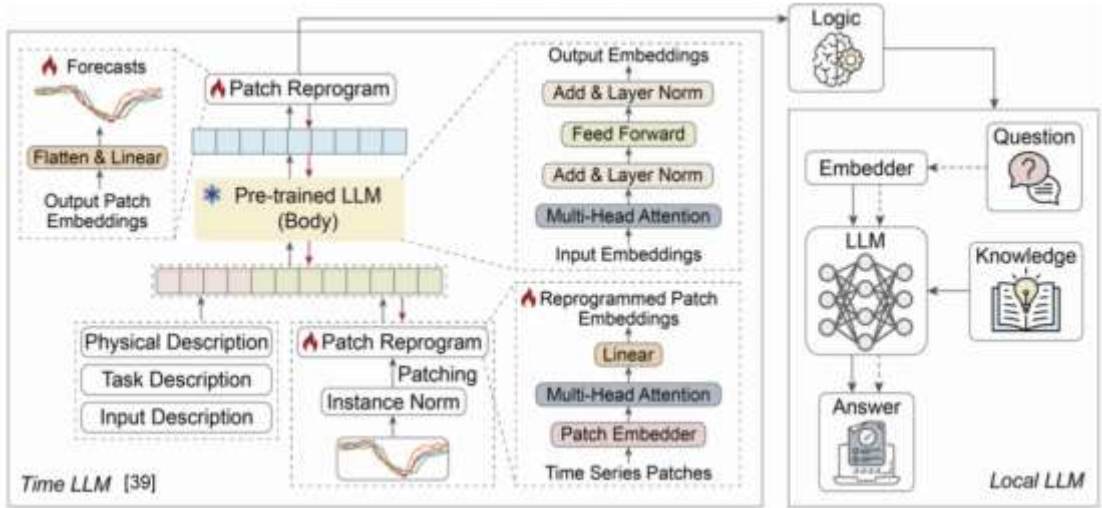 Forecasts
Flatten & Linear
Output Patch
Embeddings
Patch Reprogram
Pre-trained LLM
(Body)
Physical Description
Task Description
Input Description
Patch Reprogram
Patching
Instance Norm
Time LLM [39]
Output Embeddings
Add & Layer Norm
Feed Forward
Add & Layer Norm
Multi-Head Attention
Input Embeddings
Reprogrammed Patch
Embeddings
Linear
Multi-Head Attention
Patch Embedder
Time Series Patches
Logic
Question
?
Embedder
LLM
Knowledge
Answer
Local LLM